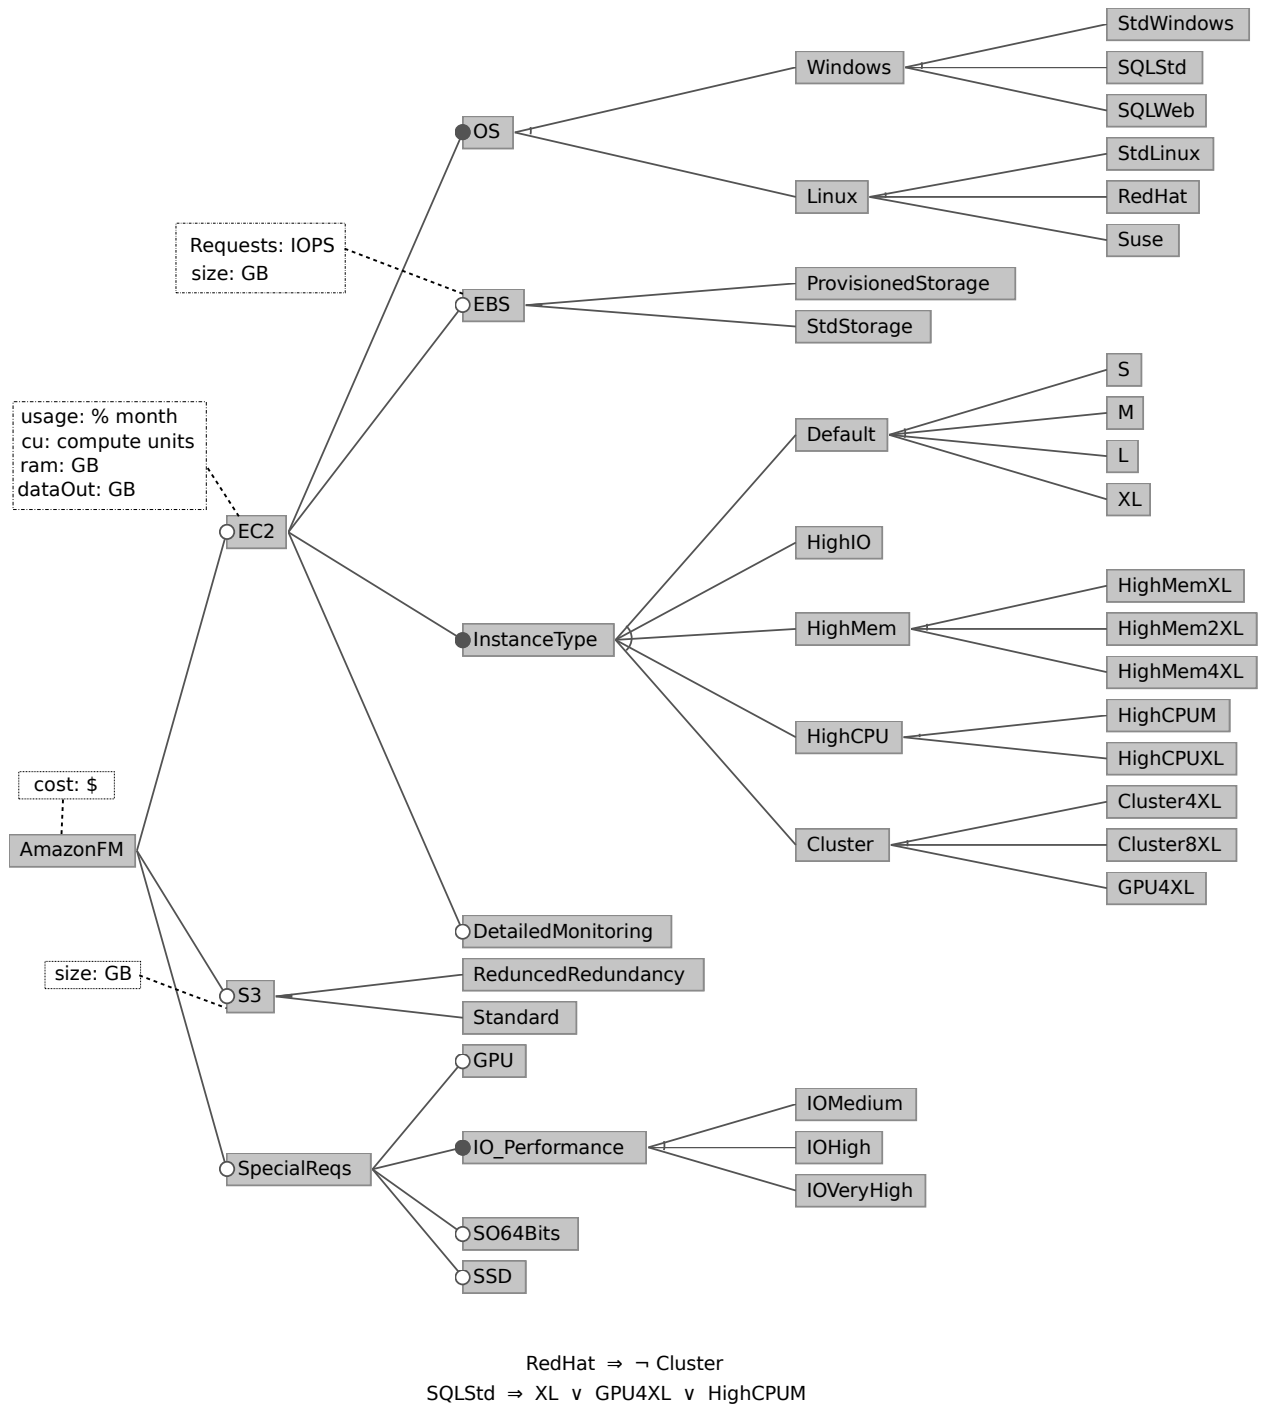 StdWindows
Windows
SQLStd
SQLWeb
OS
StdLinux
Linux
RedHat
Suse
Requests: IOPS
size: GB
EBS
ProvisionedStorage
StdStorage
S
usage: % month
cu: compute units
ram: GB
dataOut: GB
Default
M
L
XL
EC2
HighIO
HighMemXL
InstanceType
HighMem
HighMem2XL
HighMem4XL
HighCPU
HighCPUM
HighCPUXL
cost: $
AmazonFM
Cluster4XL
Cluster
Cluster8XL
GPU4XL
DetailedMonitoring
size: GB
S3
ReduncedRedundancy
Standard
GPU
IOMedium
SpecialReqs
IO_Performance
IOHigh
IOVeryHigh
SO64Bits
SSD
RedHat ⇒ ¬ Cluster
SQLStd ⇒ XL ∨ GPU4XL ∨ HighCPUM